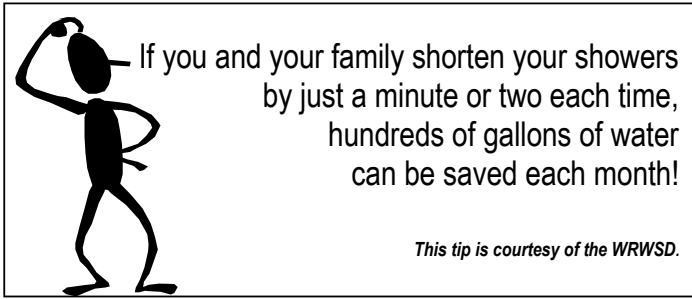 If you and your family shorten your showers
by just a minute or two each time,
hundreds of gallons of water
can be saved each month!
This tip is courtesy of the WRWSD.